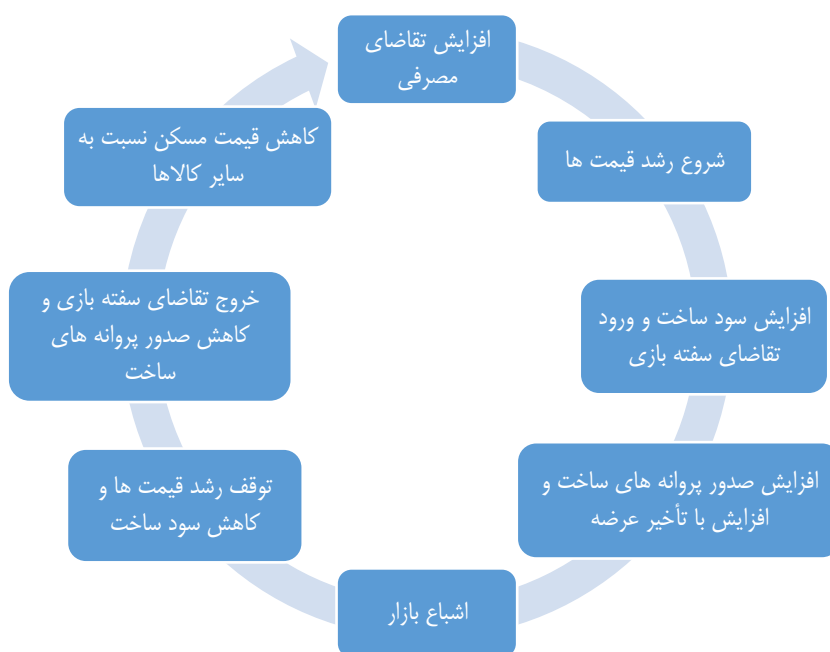 افزایش تقاضای
مصرفی
شروع رشد قیمت ها
افزایش سود ساخت و ورود
تقاضای سفته بازی
افزایش صدور پروانه های ساخت و
افزایش با تأخیر عرضه
اشباع بازار
توقف رشد قیمت ها و
کاهش سود ساخت
خروج تقاضای سفته بازی و
کاهش صدور پروانه های
ساخت
کاهش قیمت مسکن نسبت به
سایر کالاها